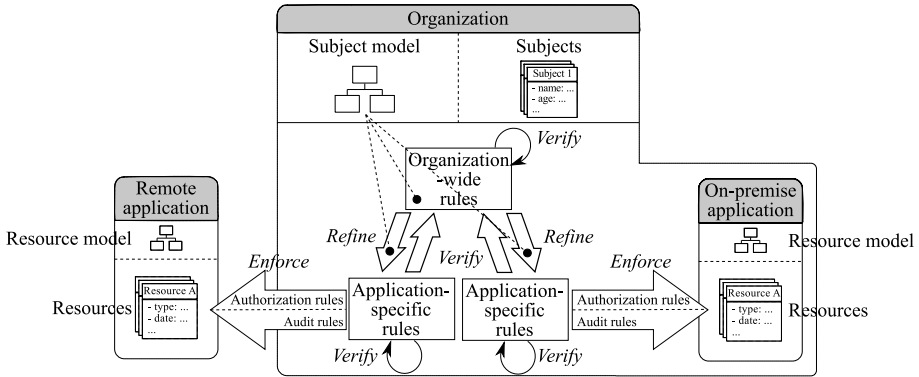 Organization
Subject model
Subjects
Subject 1
- name: ...
- age: ...
...
Verify
Organization
-wide
rules
Remote
application
On-premise
application
Resource model
Resource model
Refine
Verify
Refine
Enforce
Enforce
Resources
Resource A
- type: ...
- date: ...
...
Authorization rules
Audit rules
Application-
specific
rules
Application-
specific
rules
Authorization rules
Audit rules
Resource A
- type: ...
- date: ...
...
Resources
Verify
Verify